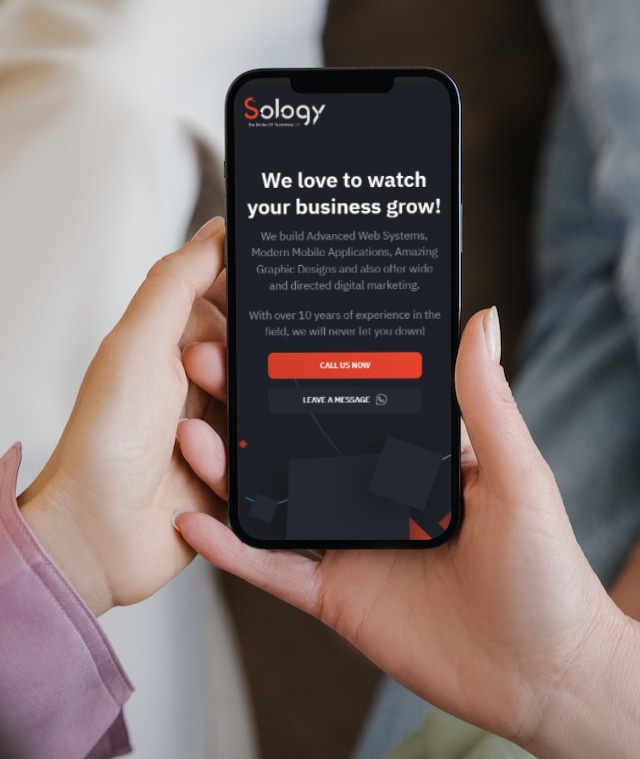 Sology
We love to watch
your business grow!
We build Advanced Web Systems,
Modern Mobile Applications, Amazing
Graphic Designs and also offer wide
and directed digital marketing.
With over 10 years of experience in the
field, we will never let you down!
CALL US NOW
LEAVE A MESSAGE